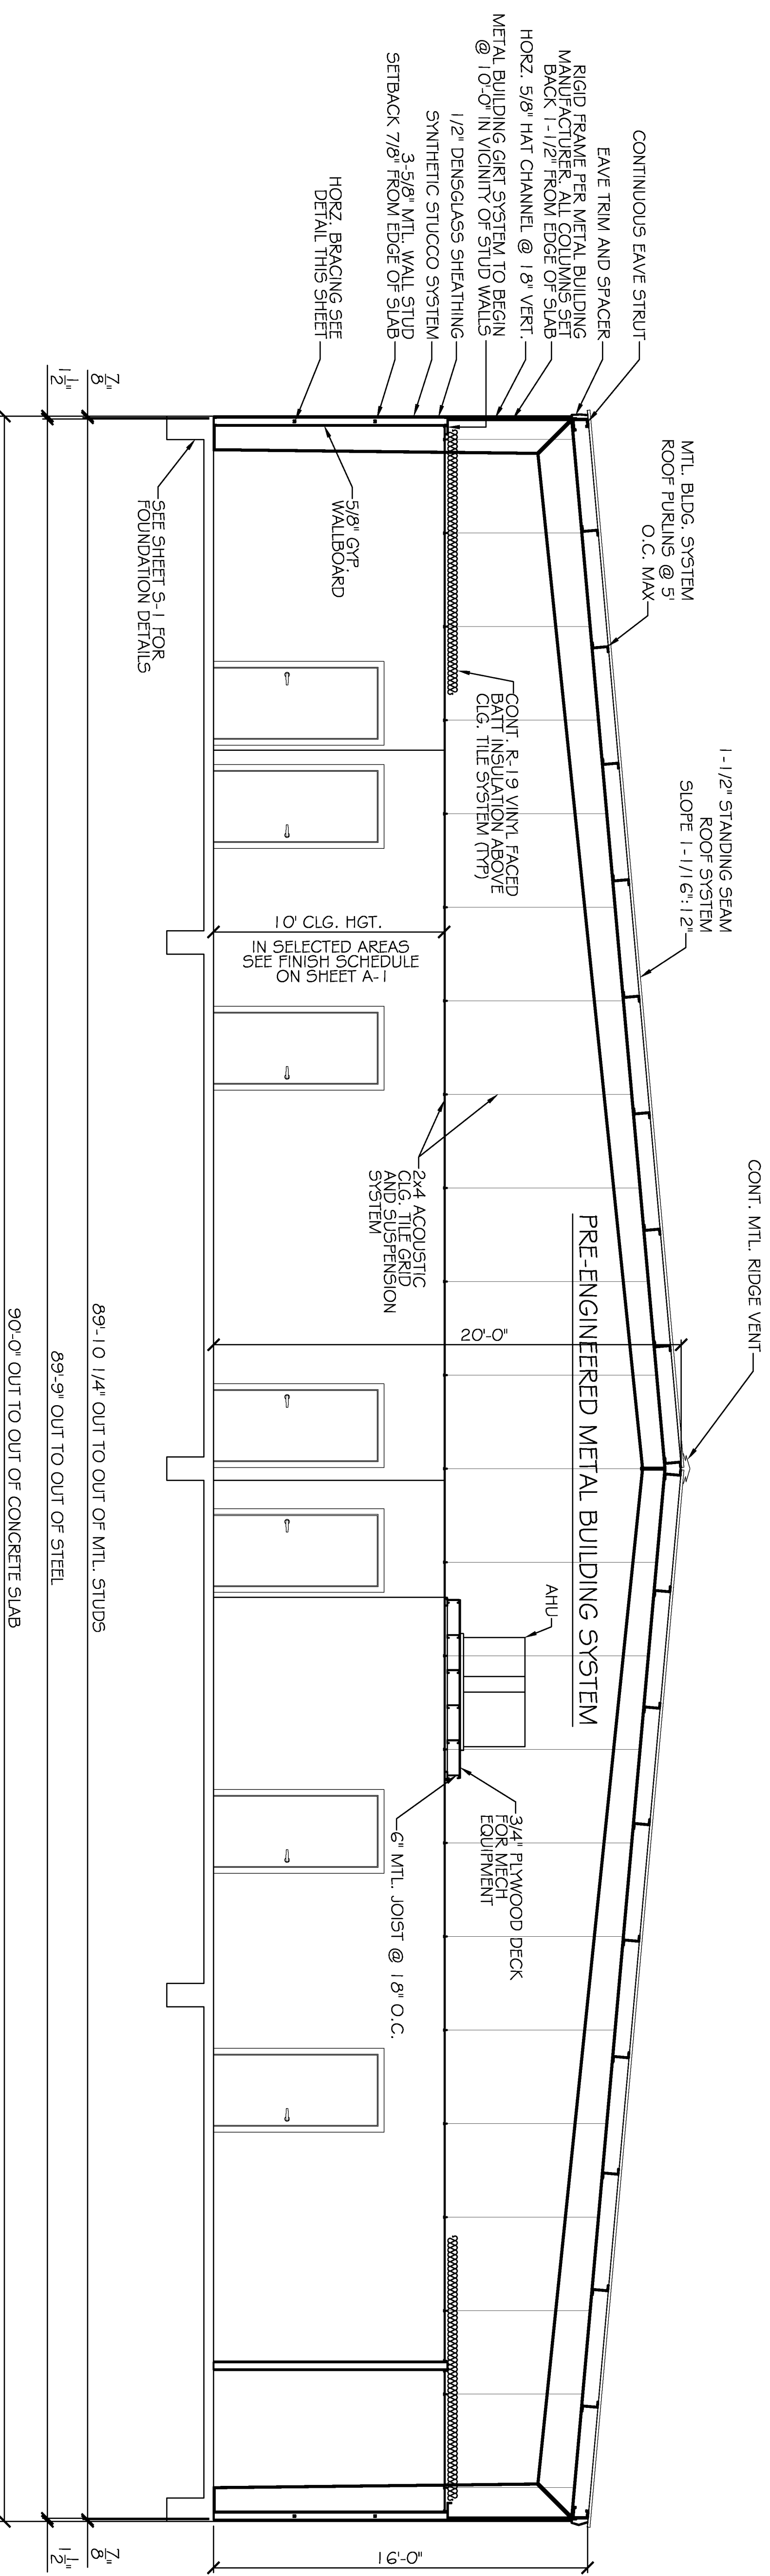 CONT. MTL. RIDGE VENT
1-1/2" STANDING SEAM
ROOF SYSTEM
SLOPE 1-1/16":12"
MTL. BLDG. SYSTEM
ROOF PURLINS @ 5'
O.C. MAX
CONTINUOUS EAVE STRUT
EAVE TRIM AND SPACER
RIGID FRAME PER METAL BUILDING
MANUFACTURER. ALL COLUMNS SET
BACK 1-1/2" FROM EDGE OF SLAB
HORZ. 5/8" HAT CHANNEL @ 18" VERT.
METAL BUILDING GIRT SYSTEM TO BEGIN
@ 10'-0" IN VICINITY OF STUD WALLS
1/2" DENSGLASS SHEATHING
SYNTHETIC STUCCO SYSTEM
3-5/8" MTL. WALL STUD
SETBACK 7/8" FROM EDGE OF SLAB
HORZ. BRACING SEE
DETAIL THIS SHEET
5/8" GYP.
WALLBOARD
SEE SHEET S-1 FOR
FOUNDATION DETAILS
CONT. R-19 VINYL FACED
BATT INSULATION ABOVE
CLG. TILE SYSTEM (TYP)
10' CLG. HGT.
IN SELECTED AREAS
SEE FINISH SCHEDULE
ON SHEET A-1
2x4 ACOUSTIC
CLG. TILE GRID
AND SUSPENSION
SYSTEM
PRE-ENGINEERED METAL BUILDING SYSTEM
20'-0"
AHU
3/4" PLYWOOD DECK
FOR MECH
EQUIPMENT
6" MTL. JOIST @ 18" O.C.
16'-0"
7/8"
89'-10 1/4" OUT TO OUT OF MTL. STUDS
7/8"
1 1/2"
89'-9" OUT TO OUT OF STEEL
1 1/2"
90'-0" OUT TO OUT OF CONCRETE SLAB